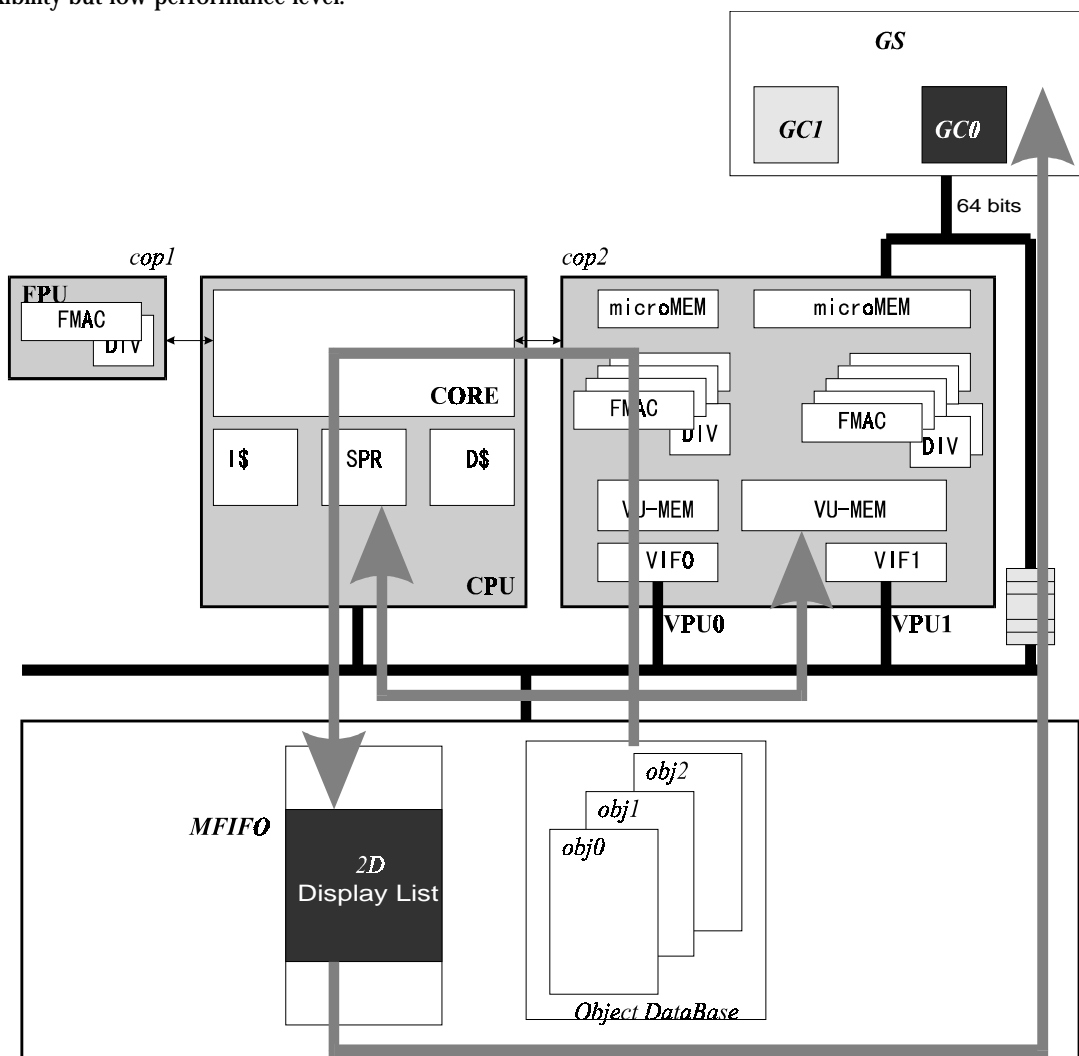 xibility but low performance level.
GS
GC1
GC0
64 bits
cop1
cop2
FPU
FMAC
DIV
CORE
I$
SPR
D$
CPU
microMEM
microMEM
FMAC
DIV
FMAC
DIV
VU-MEM
VU-MEM
VIF0
VIF1
VPU0
VPU1
MFIFO
2D
Display List
obj2
obj1
obj0
Object DataBase